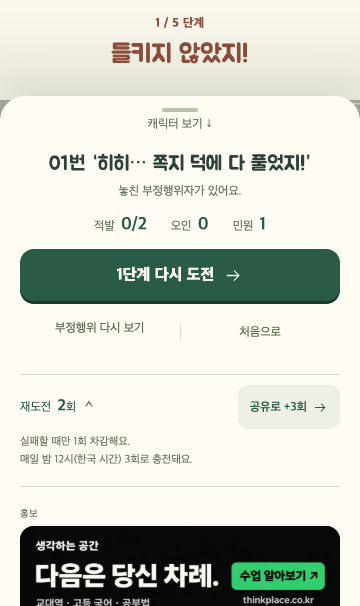 1 / 5 단계
들키지 않았지!
캐릭터 보기 ↓
01번 '히히… 쪽지 덕에 다 풀었지!'
놓친 부정행위자가 있어요.
적발 0/2 오인 0 민원 1
1단계 다시 도전 →
부정행위 다시 보기
처음으로
재도전 2회 ^
공유로 +3회 →
실패할 때만 1회 차감해요.
매일 밤 12시(한국 시간) 3회로 충전돼요.
홍보
생각하는 공간
다음은 당신 차례.
수업 알아보기 ↗
교대역 · 고등 국어 · 공부법
thinkplace.co.kr